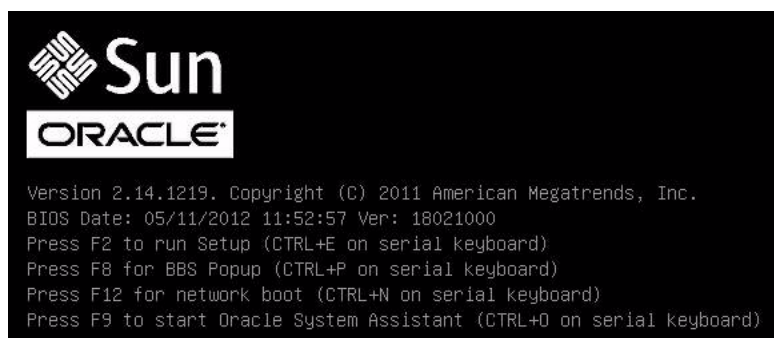 Sun
ORACLE
Version 2.14.1219. Copyright (C) 2011 American Megatrends, Inc.
BIOS Date: 05/11/2012 11:52:57 Ver: 18021000
Press F2 to run Setup (CTRL+E on serial keyboard)
Press F8 for BBS Popup (CTRL+P on serial keyboard)
Press F12 for network boot (CTRL+N on serial keyboard)
Press F9 to start Oracle System Assistant (CTRL+O on serial keyboard)